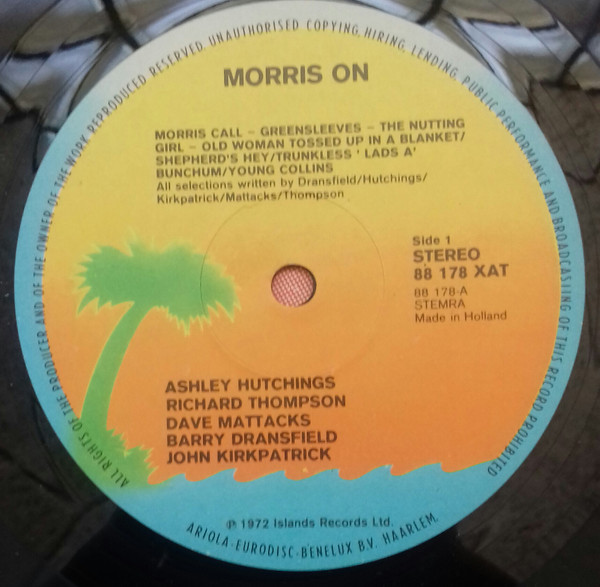 ALL RIGHTS OF THE PRODUCER AND OF THE OWNER OF THE WORK REPRODUCED RESERVED. UNAUTHORISED COPYING, HIRING, LENDING, PUBLIC PERFORMANCE AND BROADCASTING OF THIS RECORD PROHIBITED
MORRIS ON
MORRIS CALL – GREENSLEEVES – THE NUTTING
GIRL – OLD WOMAN TOSSED UP IN A BLANKET/
SHEPHERD'S HEY/TRUNKLESS ' LADS A'
BUNCHUM/YOUNG COLLINS
All selections written by Dransfield/Hutchings/
Kirkpatrick/Mattacks/Thompson
Side 1
STEREO
88 178 XAT
88 178-A
STEMRA
Made in Holland
ASHLEY HUTCHINGS
RICHARD THOMPSON
DAVE MATTACKS
BARRY DRANSFIELD
JOHN KIRKPATRICK
℗ 1972 Islands Records Ltd.
ARIOLA-EURODISC-BENELUX B.V. HAARLEM